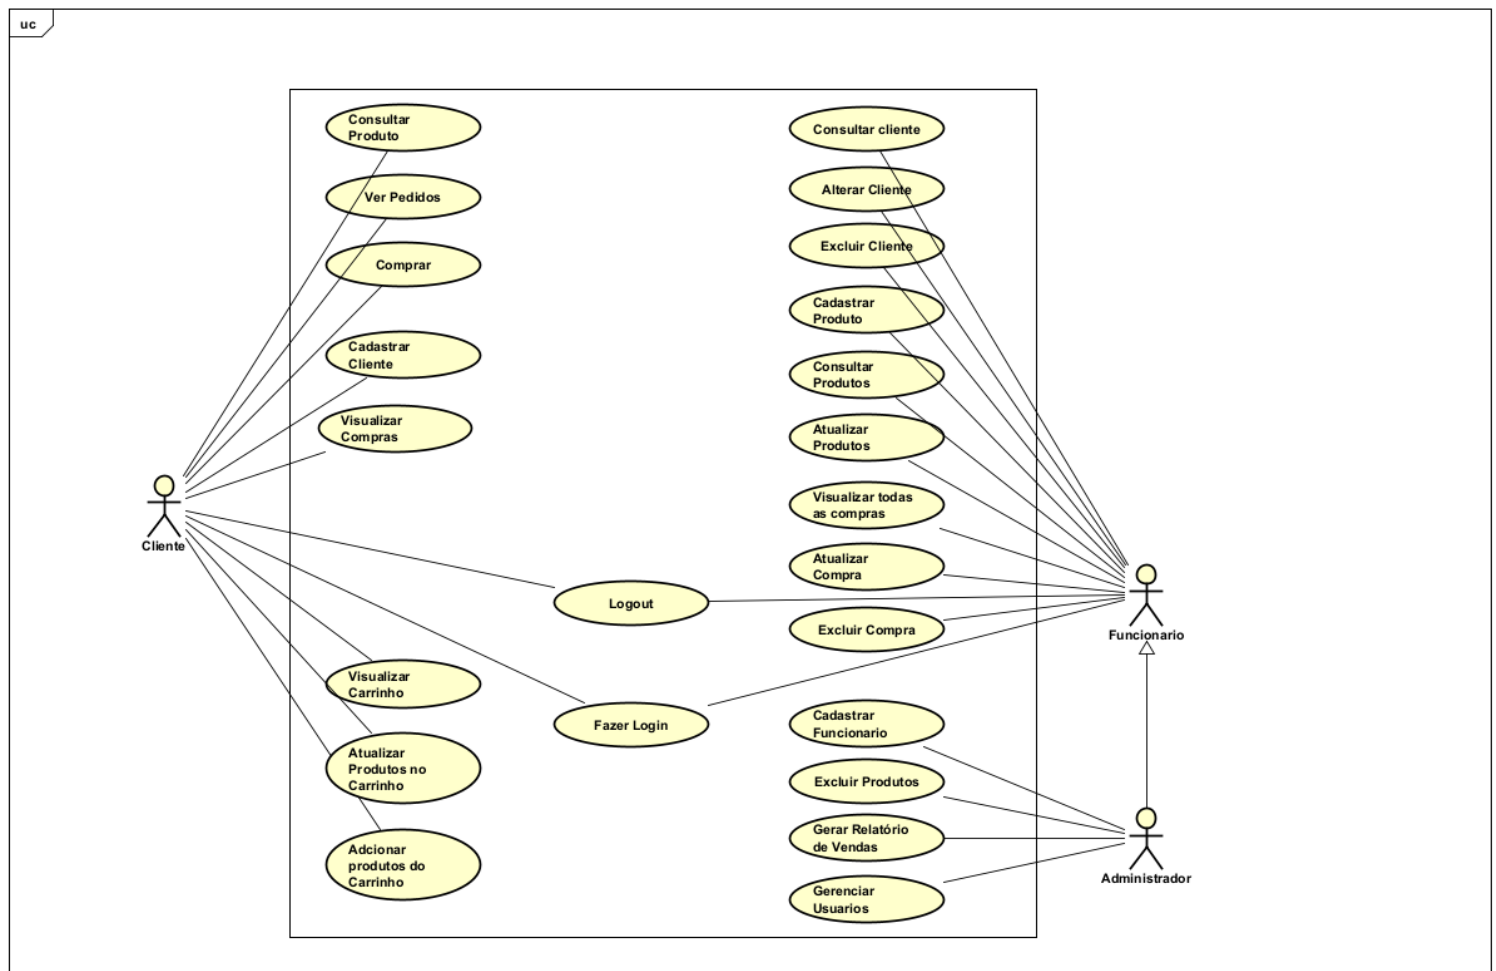 uc
Consultar
Produto
Ver Pedidos
Comprar
Cadastrar
Cliente
Visualizar
Compras
Cliente
Visualizar
Carrinho
Atualizar
Produtos no
Carrinho
Adcionar
produtos do
Carrinho
Logout
Fazer Login
Consultar cliente
Alterar Cliente
Excluir Cliente
Cadastrar
Produto
Consultar
Produtos
Atualizar
Produtos
Visualizar todas
as compras
Atualizar
Compra
Excluir Compra
Funcionario
Cadastrar
Funcionario
Excluir Produtos
Gerar Relatório
de Vendas
Gerenciar
Usuarios
Administrador